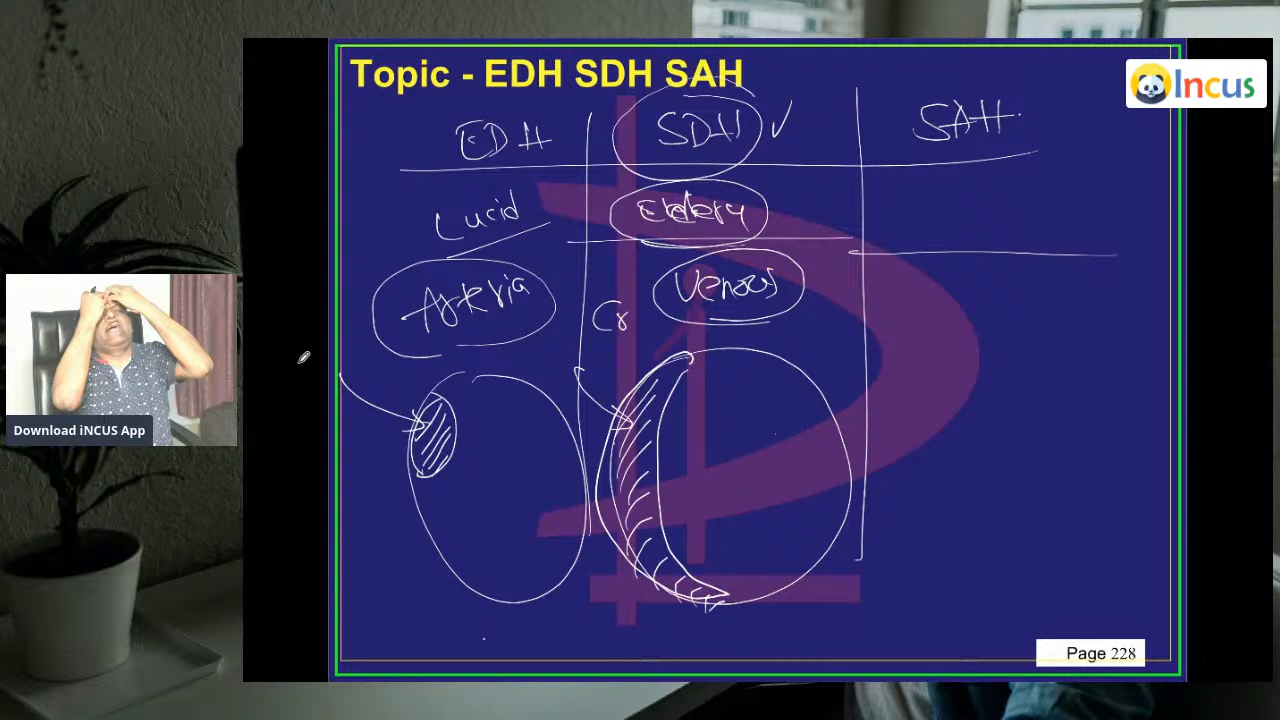 Topic - EDH SDH SAH
Incus
EDH SDH SAH
Lucid Elderly
Arteria Venous
Cr
Download iNCUS App
Page 228